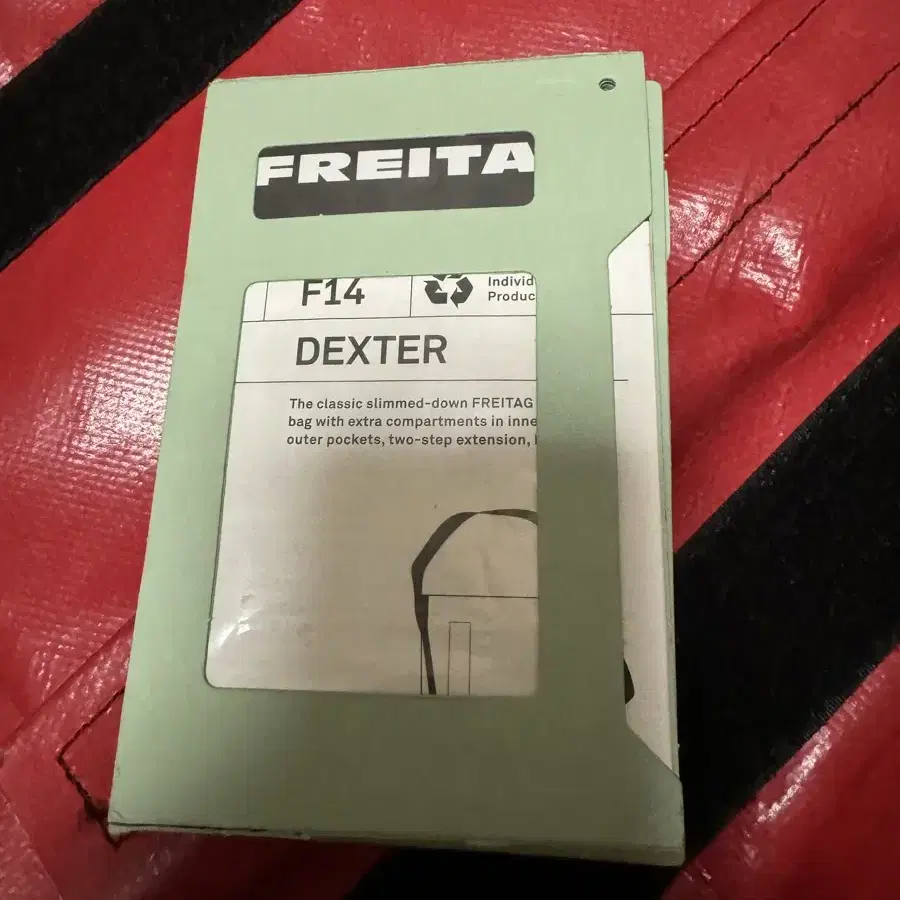 FREITA
F14
Individ
Produc
DEXTER
The classic slimmed-down FREITAG
bag with extra compartments in inne
outer pockets, two-step extension,